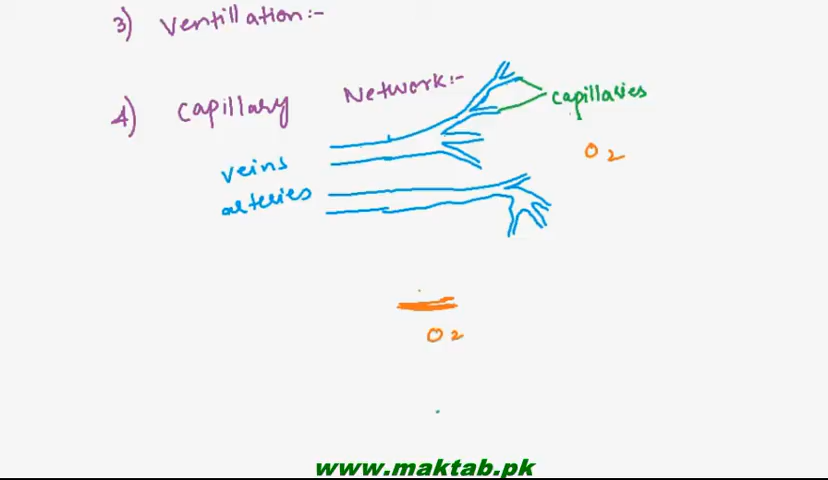 3) Ventillation:-
4) Capillary Network:-
capillaries
veins
O2
arteries
O2
www.maktab.pk